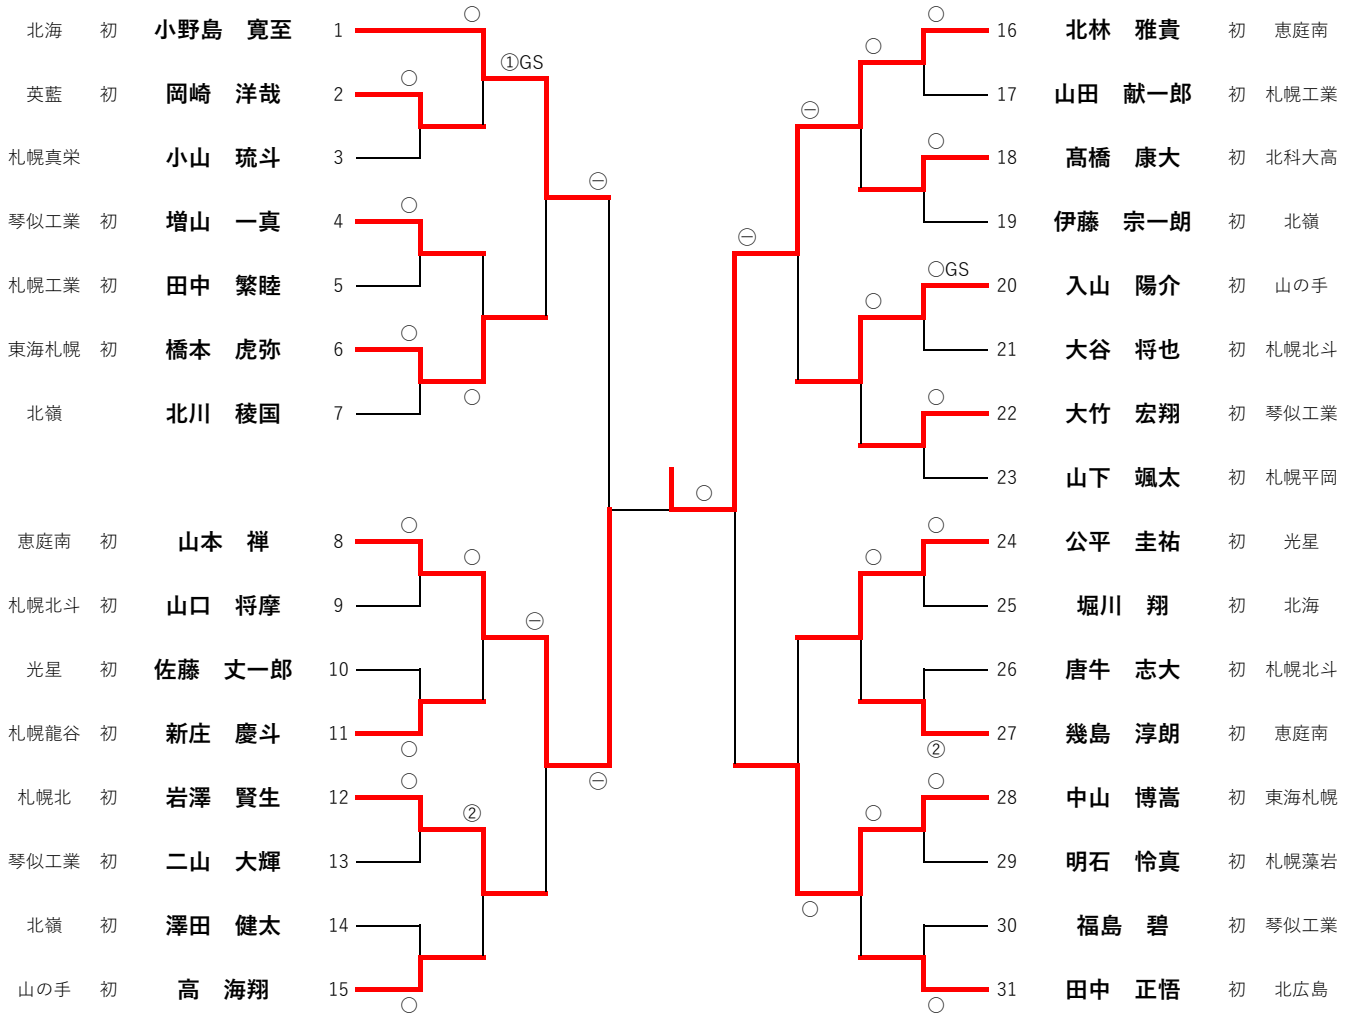 北海 初 小野島 寛至 1
英藍 初 岡崎 洋哉 2
札幌真栄 小山 琉斗 3
琴似工業 初 増山 一真 4
札幌工業 初 田中 繁睦 5
東海札幌 初 橋本 虎弥 6
北嶺 北川 稜国 7
恵庭南 初 山本 禅 8
札幌北斗 初 山口 将摩 9
光星 初 佐藤 丈一郎 10
札幌龍谷 初 新庄 慶斗 11
札幌北 初 岩澤 賢生 12
琴似工業 初 二山 大輝 13
北嶺 初 澤田 健太 14
山の手 初 高 海翔 15
○
○
①GS
○
○
○
㊀
○
○
㊀
○
○
②
㊀
○
○
㊀
㊀
○
○
○
○
○GS
○
○
○
○
②
○
○
○
○
16 北林 雅貴 初 恵庭南
17 山田 献一郎 初 札幌工業
18 髙橋 康大 初 北科大高
19 伊藤 宗一朗 初 北嶺
20 入山 陽介 初 山の手
21 大谷 将也 初 札幌北斗
22 大竹 宏翔 初 琴似工業
23 山下 颯太 初 札幌平岡
24 公平 圭祐 初 光星
25 堀川 翔 初 北海
26 唐牛 志大 初 札幌北斗
27 幾島 淳朗 初 恵庭南
28 中山 博嵩 初 東海札幌
29 明石 怜真 初 札幌藻岩
30 福島 碧 初 琴似工業
31 田中 正悟 初 北広島